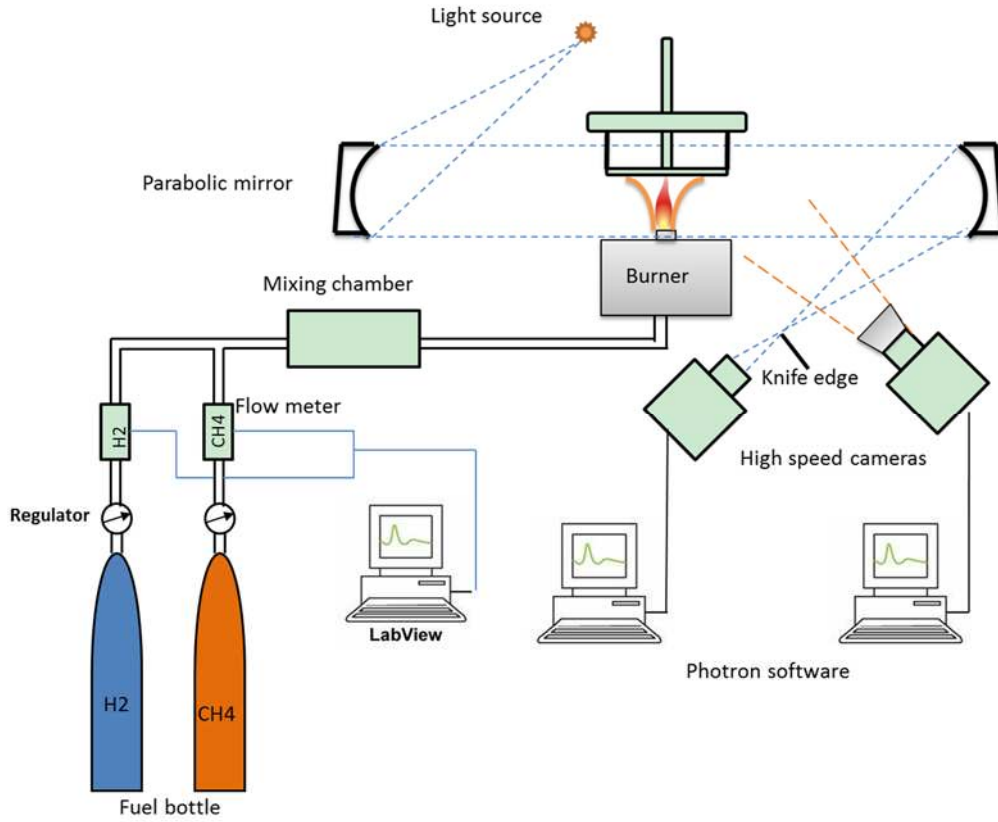 Light source
Parabolic mirror
Burner
Mixing chamber
Knife edge
Flow meter
H2
CH4
High speed cameras
Regulator
LabView
Photron software
H2
CH4
Fuel bottle